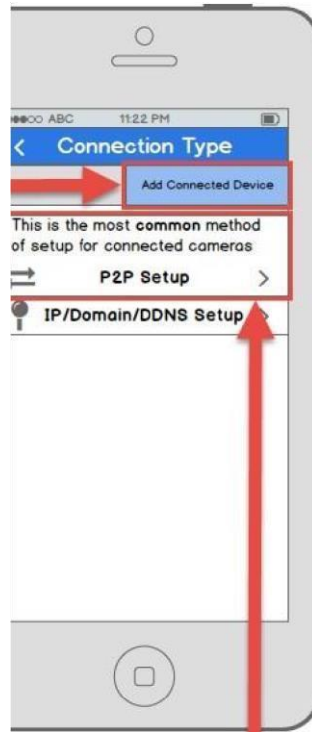 ABC 11:22 PM
< Connection Type
Add Connected Device
This is the most common method
of setup for connected cameras
P2P Setup >
IP/Domain/DDNS Setup >